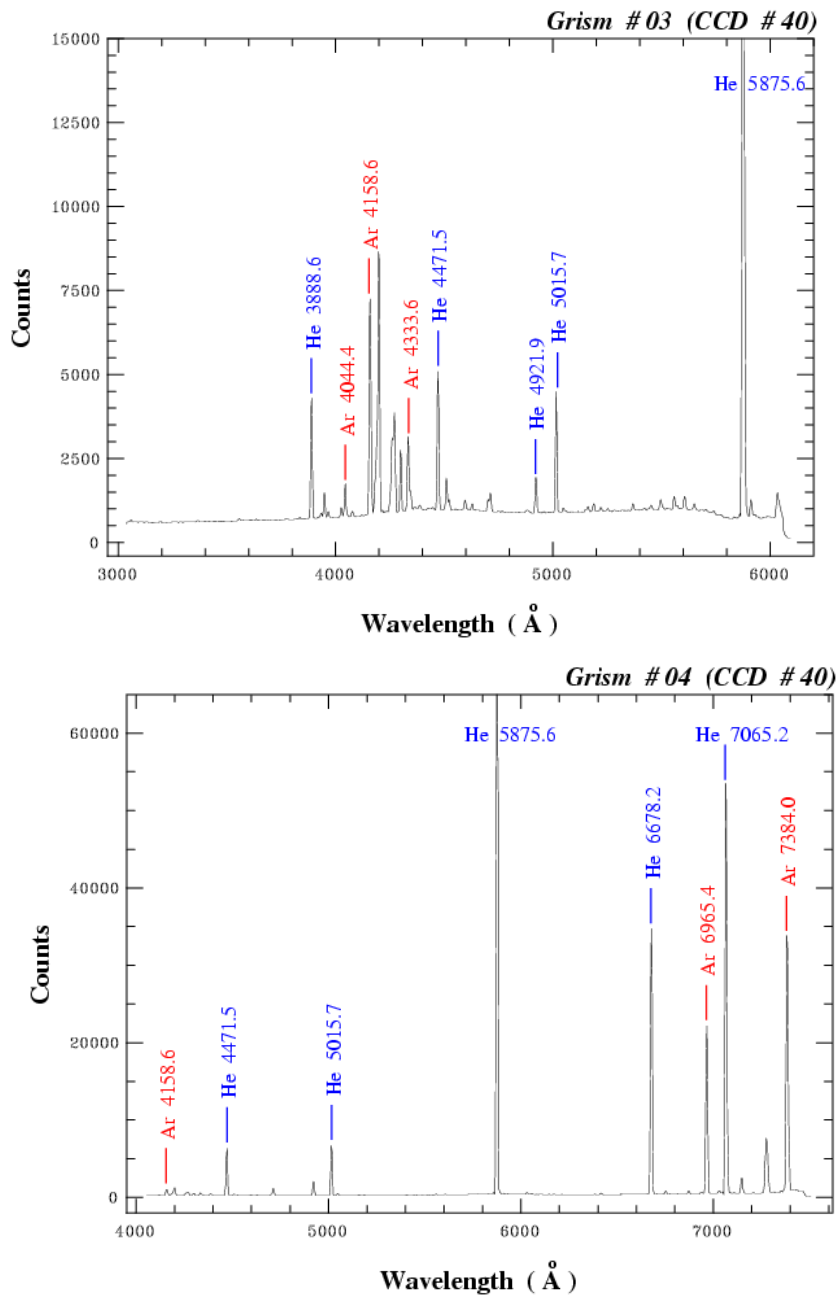 Grism # 03 (CCD # 40)
15000
12500
10000
7500
5000
2500
0
Counts
He 3888.6
Ar 4044.4
Ar 4158.6
Ar 4333.6
He 4471.5
He 4921.9
He 5015.7
He 5875.6
3000 4000 5000 6000
Wavelength ( Å )
Grism # 04 (CCD # 40)
60000
40000
20000
0
Counts
Ar 4158.6
He 4471.5
He 5015.7
He 5875.6
He 6678.2
Ar 6965.4
He 7065.2
Ar 7384.0
4000 5000 6000 7000
Wavelength ( Å )